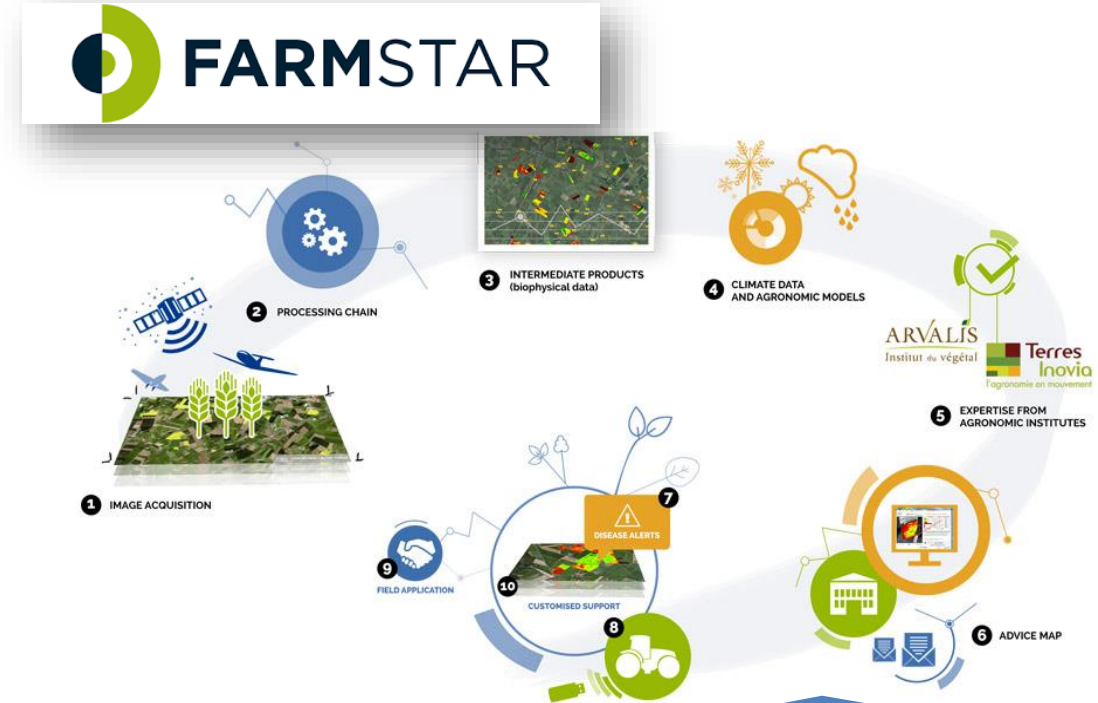 FARMSTAR
2 PROCESSING CHAIN
3 INTERMEDIATE PRODUCTS
(biophysical data)
4 CLIMATE DATA
AND AGRONOMIC MODELS
ARVALIS
Institut du végétal
Terres
Inovia
l'agronomie en mouvement
5 EXPERTISE FROM
AGRONOMIC INSTITUTES
1 IMAGE ACQUISITION
7
DISEASE ALERTS
9
FIELD APPLICATION
10
CUSTOMISED SUPPORT
8
6 ADVICE MAP